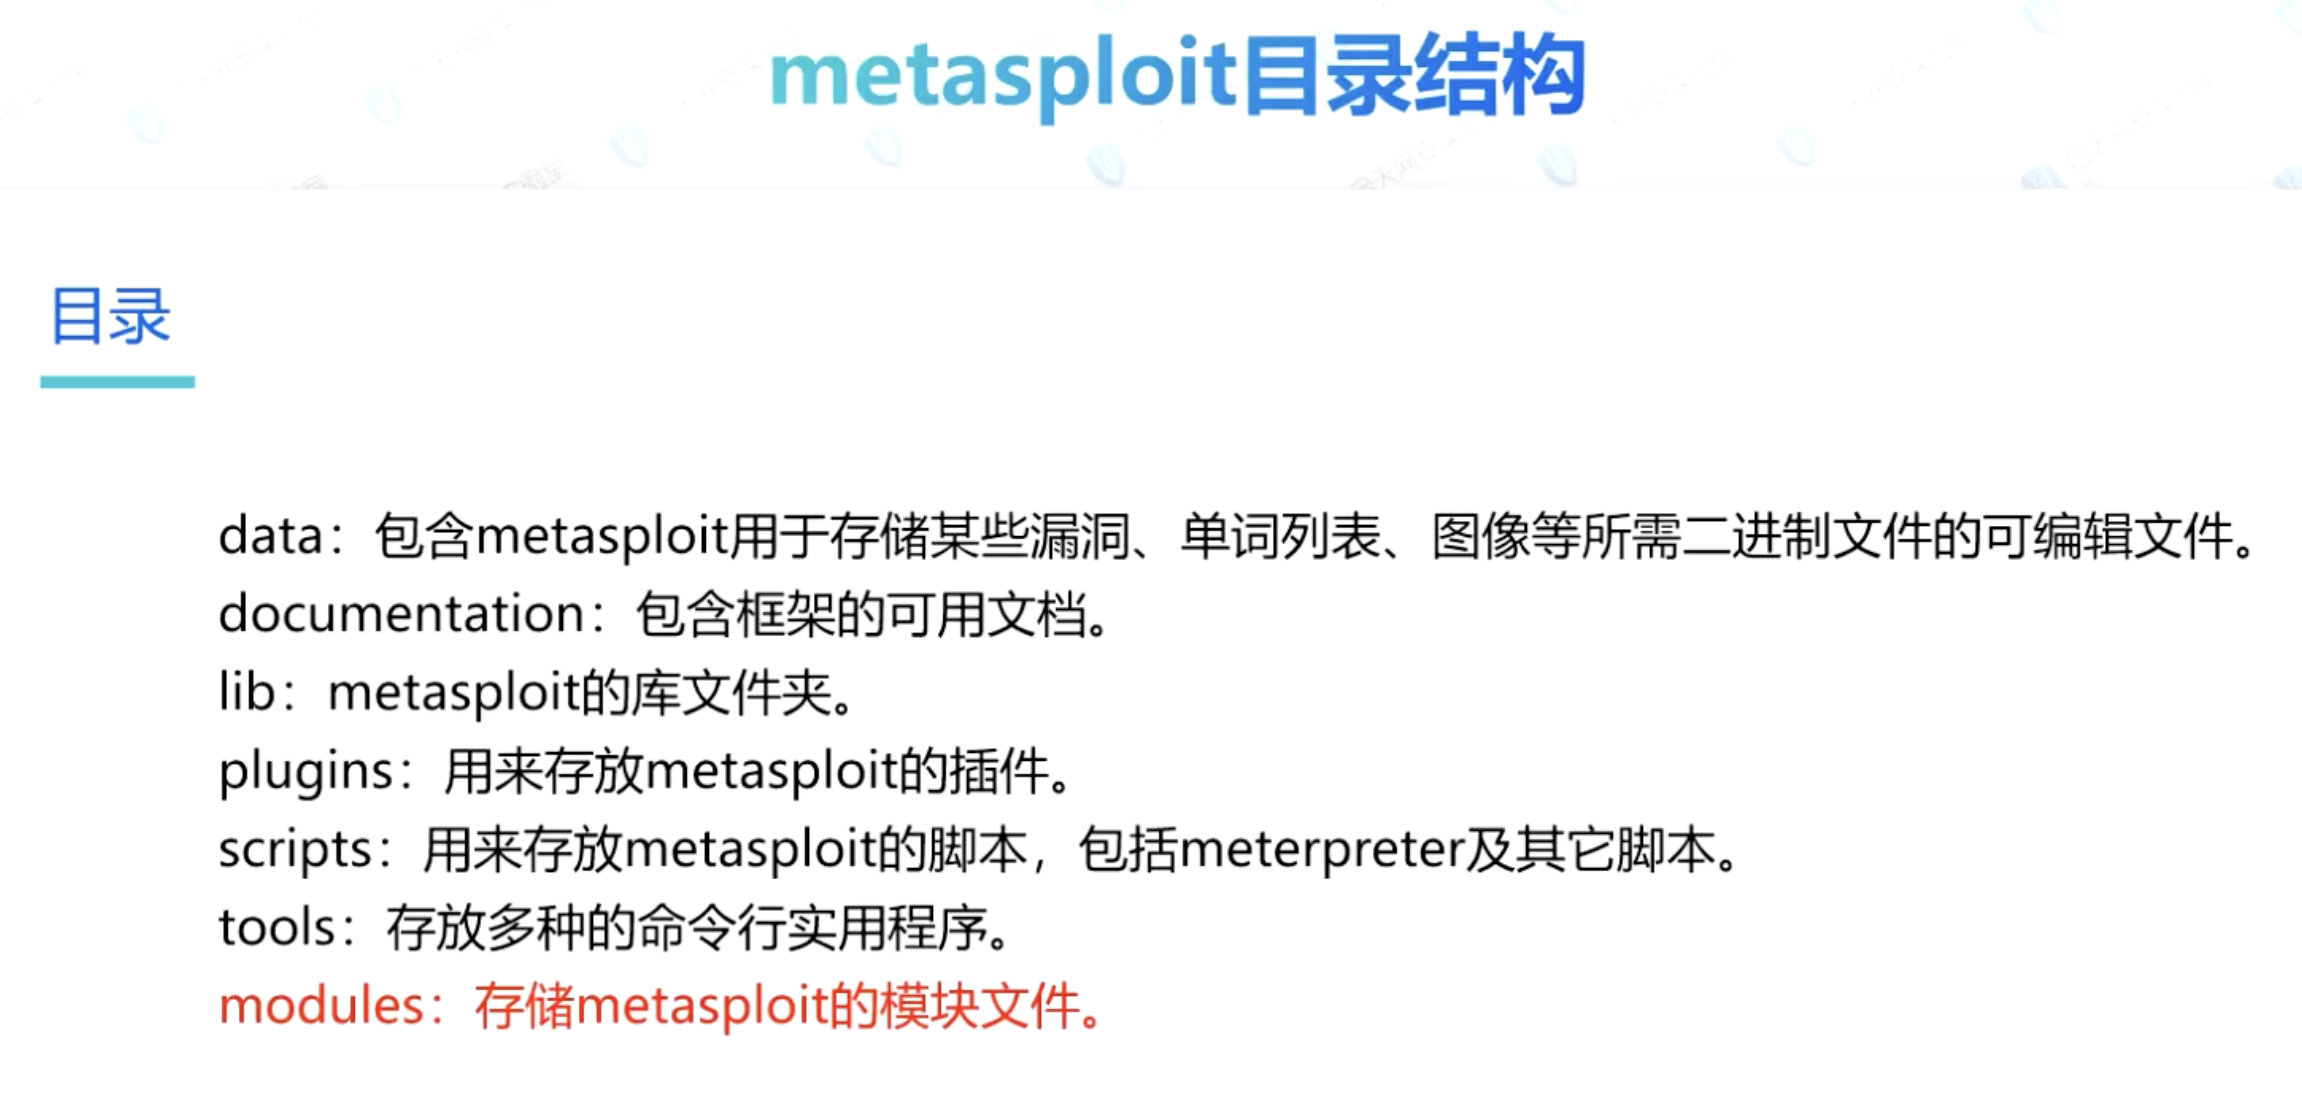 metasploit目录结构
目录
data：包含metasploit用于存储某些漏洞、单词列表、图像等所需二进制文件的可编辑文件。
documentation：包含框架的可用文档。
lib：metasploit的库文件夹。
plugins：用来存放metasploit的插件。
scripts：用来存放metasploit的脚本，包括meterpreter及其它脚本。
tools：存放多种的命令行实用程序。
modules：存储metasploit的模块文件。